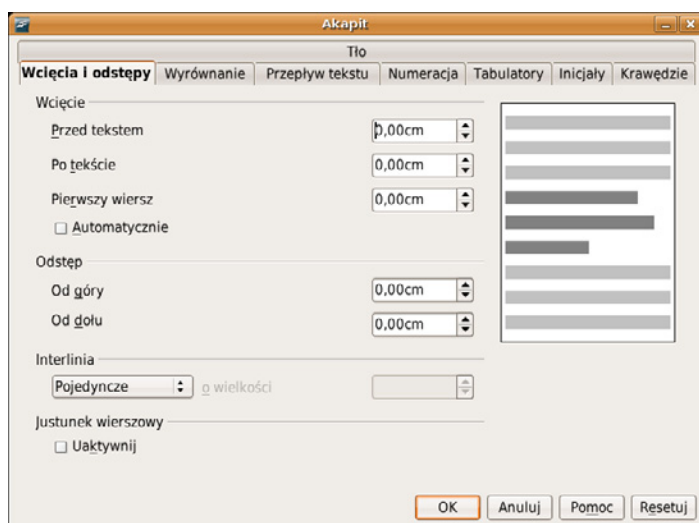 Akapit
Tło
Wcięcia i odstępy Wyrównanie Przepływ tekstu Numeracja Tabulatory Inicjały Krawędzie
Wcięcie
Przed tekstem 0,00cm
Po tekście 0,00cm
Pierwszy wiersz 0,00cm
Automatycznie
Odstęp
Od góry 0,00cm
Od dołu 0,00cm
Interlinia
Pojedyncze o wielkości
Justunek wierszowy
Uaktywnij
OK Anuluj Pomoc Resetuj